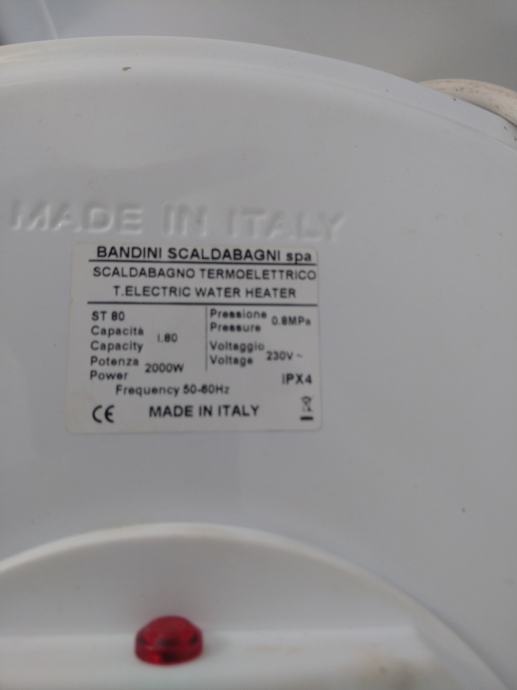 MADE IN ITALY
BANDINI SCALDABAGNI spa
SCALDABAGNO TERMOELETTRICO
T.ELECTRIC WATER HEATER
ST 80
Capacità
Capacity
l.80
Potenza
Power
2000W
Pressione
Pressure
0.8MPa
Voltaggio
Voltage
230V ~
IPX4
Frequency 50-60Hz
CE MADE IN ITALY